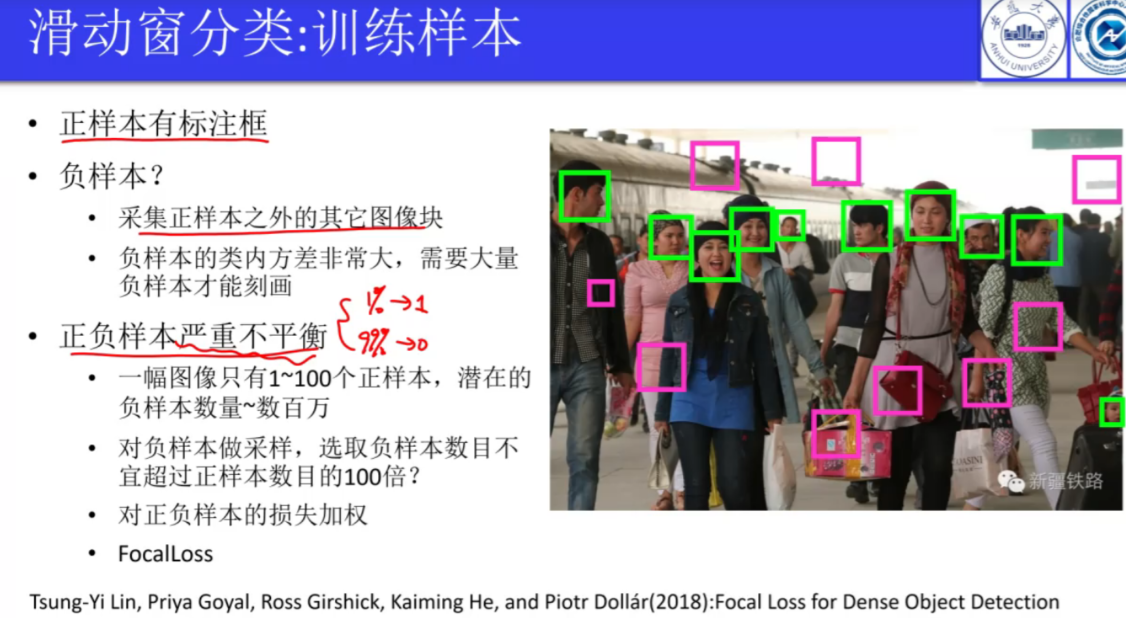 滑动窗分类:训练样本
安徽大学
ANHUI UNIVERSITY
1928
• 正样本有标注框
• 负样本？
• 采集正样本之外的其它图像块
• 负样本的类内方差非常大，需要大量
负样本才能刻画
1% → 1
• 正负样本严重不平衡
99% → 0
• 一幅图像只有1~100个正样本，潜在的
负样本数量~数百万
• 对负样本做采样，选取负样本数目不
宜超过正样本数目的100倍？
• 对正负样本的损失加权
• FocalLoss
新疆铁路
Tsung-Yi Lin, Priya Goyal, Ross Girshick, Kaiming He, and Piotr Dollár(2018):Focal Loss for Dense Object Detection